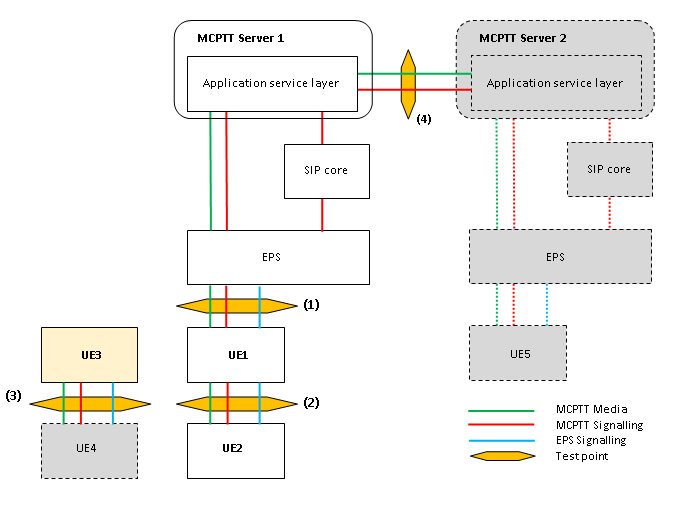 MCPTT Server 1
MCPTT Server 2
Application service layer
Application service layer
(4)
SIP core
SIP core
EPS
EPS
(1)
UE3
UE1
UE5
(3)
(2)
UE4
UE2
MCPTT Media
MCPTT Signalling
EPS Signalling
Test point